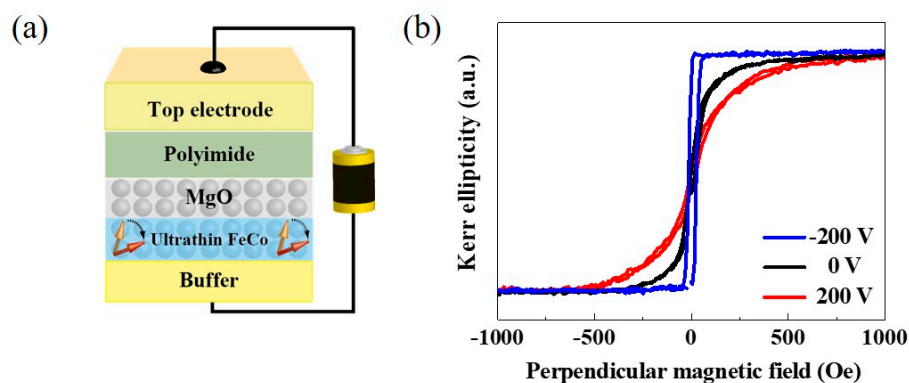 (a)
Top electrode
Polyimide
MgO
Ultrathin FeCo
Buffer
(b)
Kerr ellipticity (a.u.)
-200 V
0 V
200 V
-1000 -500 0 500 1000
Perpendicular magnetic field (Oe)